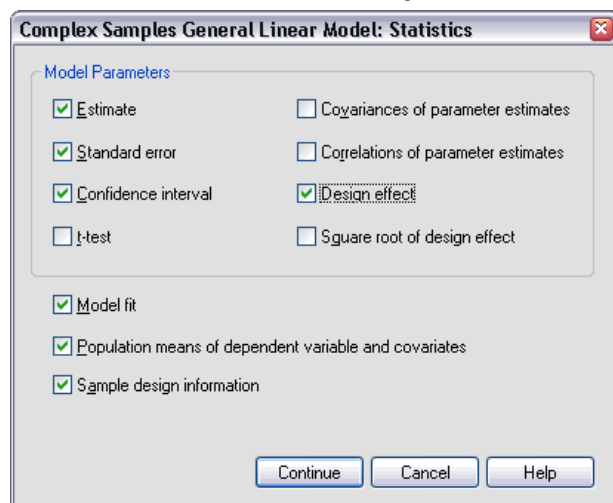 Complex Samples General Linear Model: Statistics
Model Parameters
Estimate
Covariances of parameter estimates
Standard error
Correlations of parameter estimates
Confidence interval
Design effect
t-test
Square root of design effect
Model fit
Population means of dependent variable and covariates
Sample design information
Continue
Cancel
Help